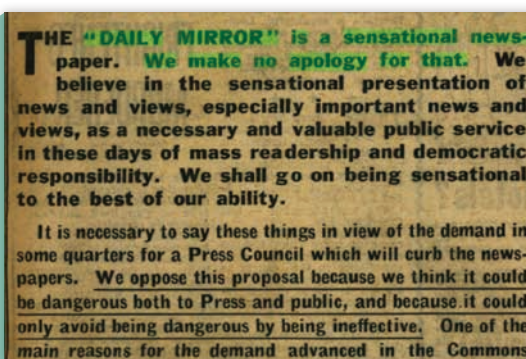 THE "DAILY MIRROR" is a sensational news-
paper. We make no apology for that. We
believe in the sensational presentation of
news and views, especially important news and
views, as a necessary and valuable public service
in these days of mass readership and democratic
responsibility. We shall go on being sensational
to the best of our ability.
It is necessary to say these things in view of the demand in
some quarters for a Press Council which will curb the news-
papers. We oppose this proposal because we think it could
be dangerous both to Press and public, and because it could
only avoid being dangerous by being ineffective. One of the
main reasons for the demand advanced in the Commons